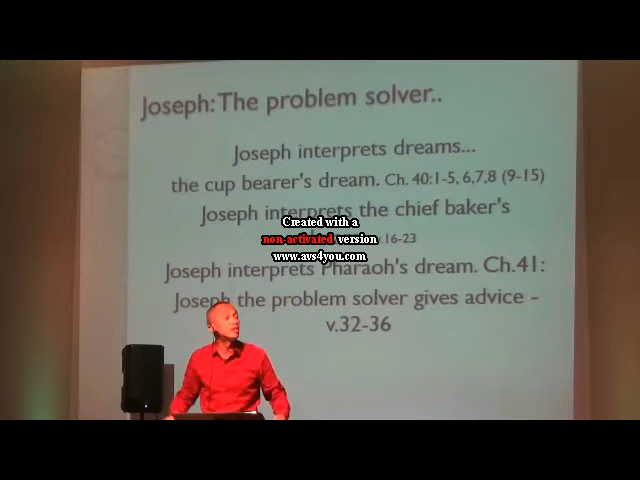 Joseph: The problem solver..
Joseph interprets dreams...
the cup bearer's dream. Ch. 40:1-5, 6,7,8 (9-15)
Joseph interprets the chief baker's
v.16-23
Joseph interprets Pharaoh's dream. Ch.41:
Joseph the problem solver gives advice -
v.32-36
Created with a
non-activated version
www.avs4you.com